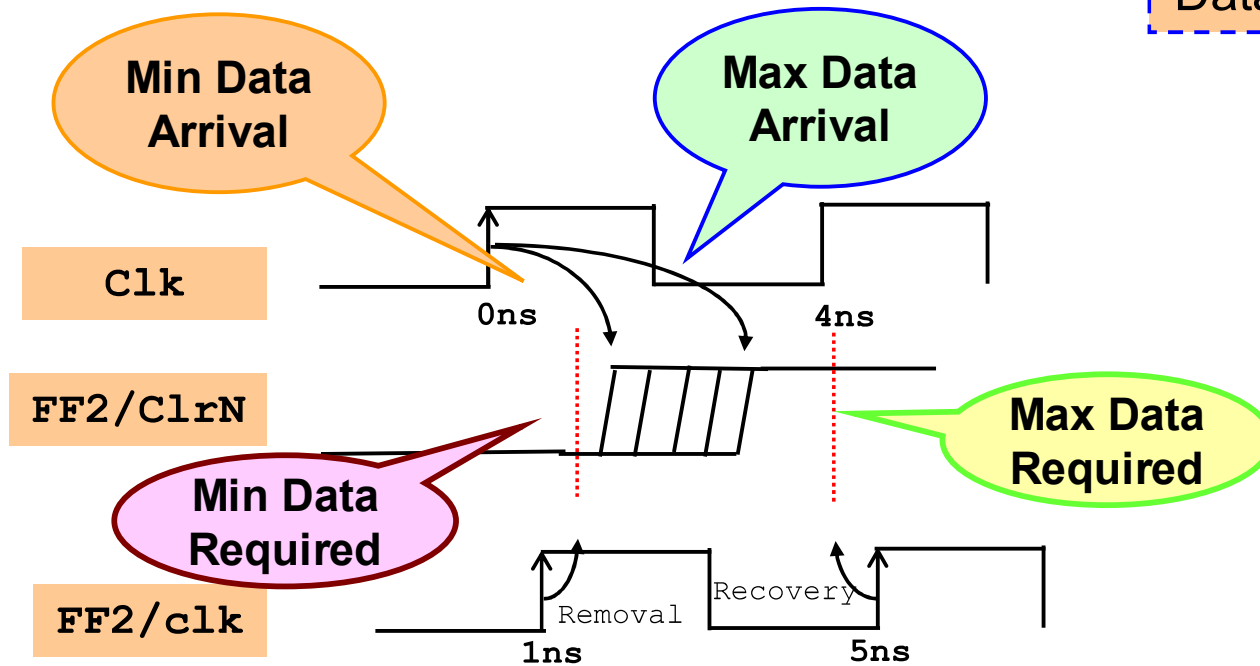 Data
Min Data
Arrival
Max Data
Arrival
Clk
0ns
4ns
FF2/ClrN
Max Data
Required
Min Data
Required
Removal
Recovery
FF2/clk
1ns
5ns